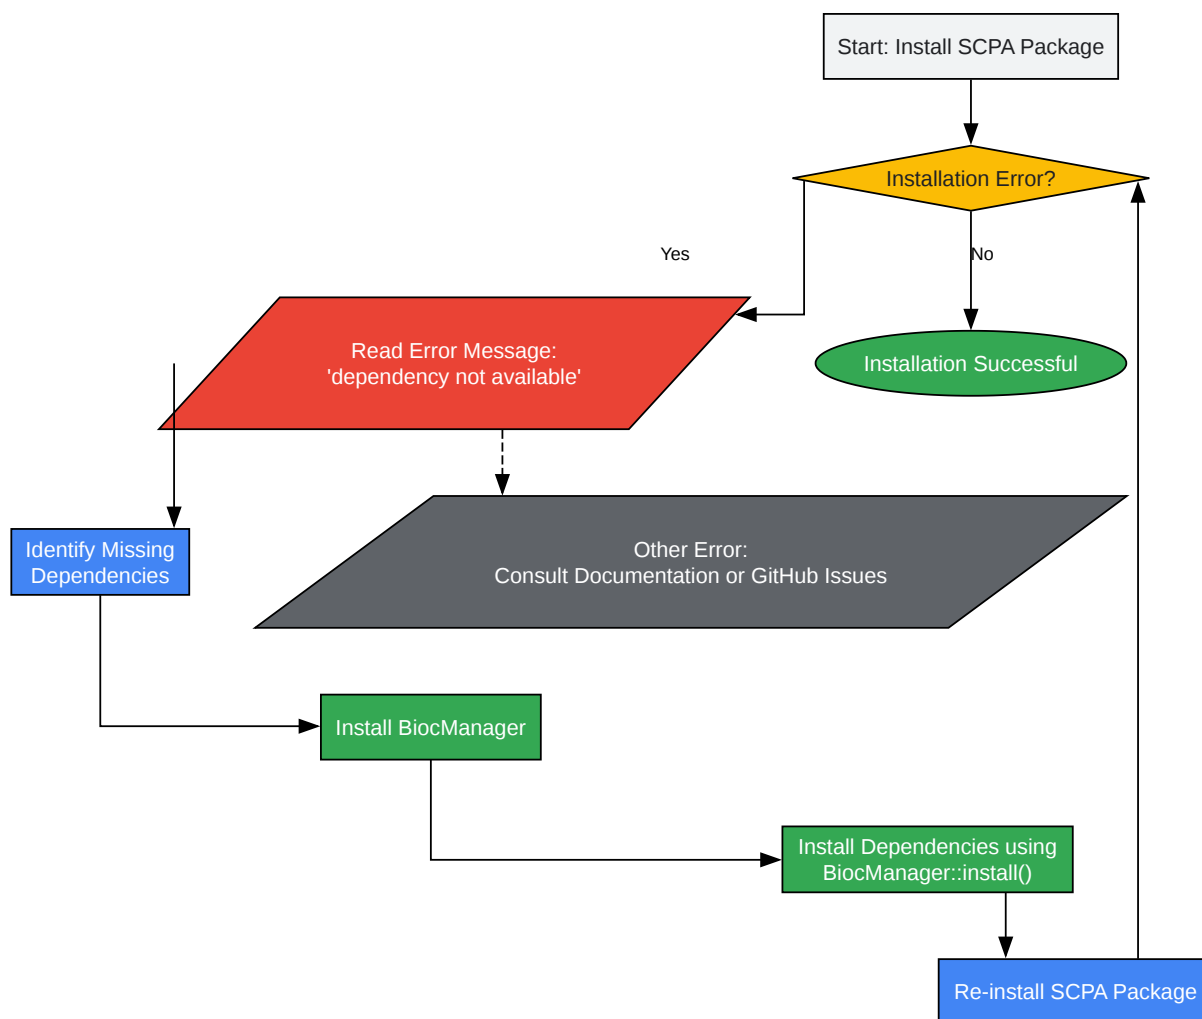 Start: Install SCPA Package
Installation Error?
Yes
No
Read Error Message:
'dependency not available'
Installation Successful
Identify Missing
Dependencies
Other Error:
Consult Documentation or GitHub Issues
Install BiocManager
Install Dependencies using
BiocManager::install()
Re-install SCPA Package